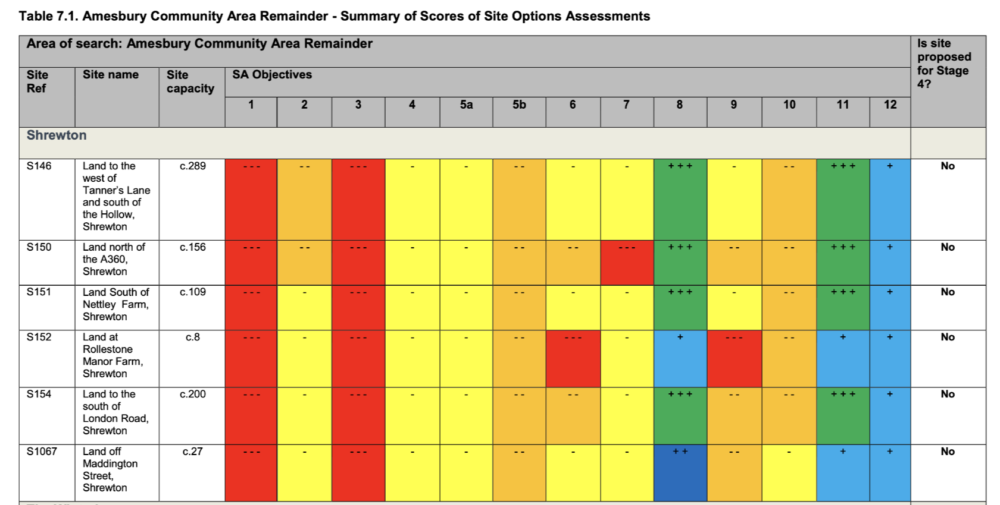 Table 7.1. Amesbury Community Area Remainder - Summary of Scores of Site Options Assessments
Area of search: Amesbury Community Area Remainder
Is site
proposed
for Stage
4?
Site
Ref
Site name
Site
capacity
SA Objectives
1 2 3 4 5a 5b 6 7 8 9 10 11 12
Shrewton
S146
Land to the
west of
Tanner's Lane
and south of
the Hollow,
Shrewton
c.289
- - - - - - - - - - - - - - + + + - - - + + + +
No
S150
Land north of
the A360,
Shrewton
c.156
- - - - - - - - - - - - - - - - - + + + - - - - + + + +
No
S151
Land South of
Nettley Farm,
Shrewton
c.109
- - - - - - - - - - - - - + + + - - - + + + +
No
S152
Land at
Rollestone
Manor Farm,
Shrewton
c.8
- - - - - - - - - - - - - - - + - - - - - + +
No
S154
Land to the
south of
London Road,
Shrewton
c.200
- - - - - - - - - - - - - - + + + - - - - + + + +
No
S1067
Land off
Maddington
Street,
Shrewton
c.27
- - - - - - - - - - - - - + + - - - + +
No